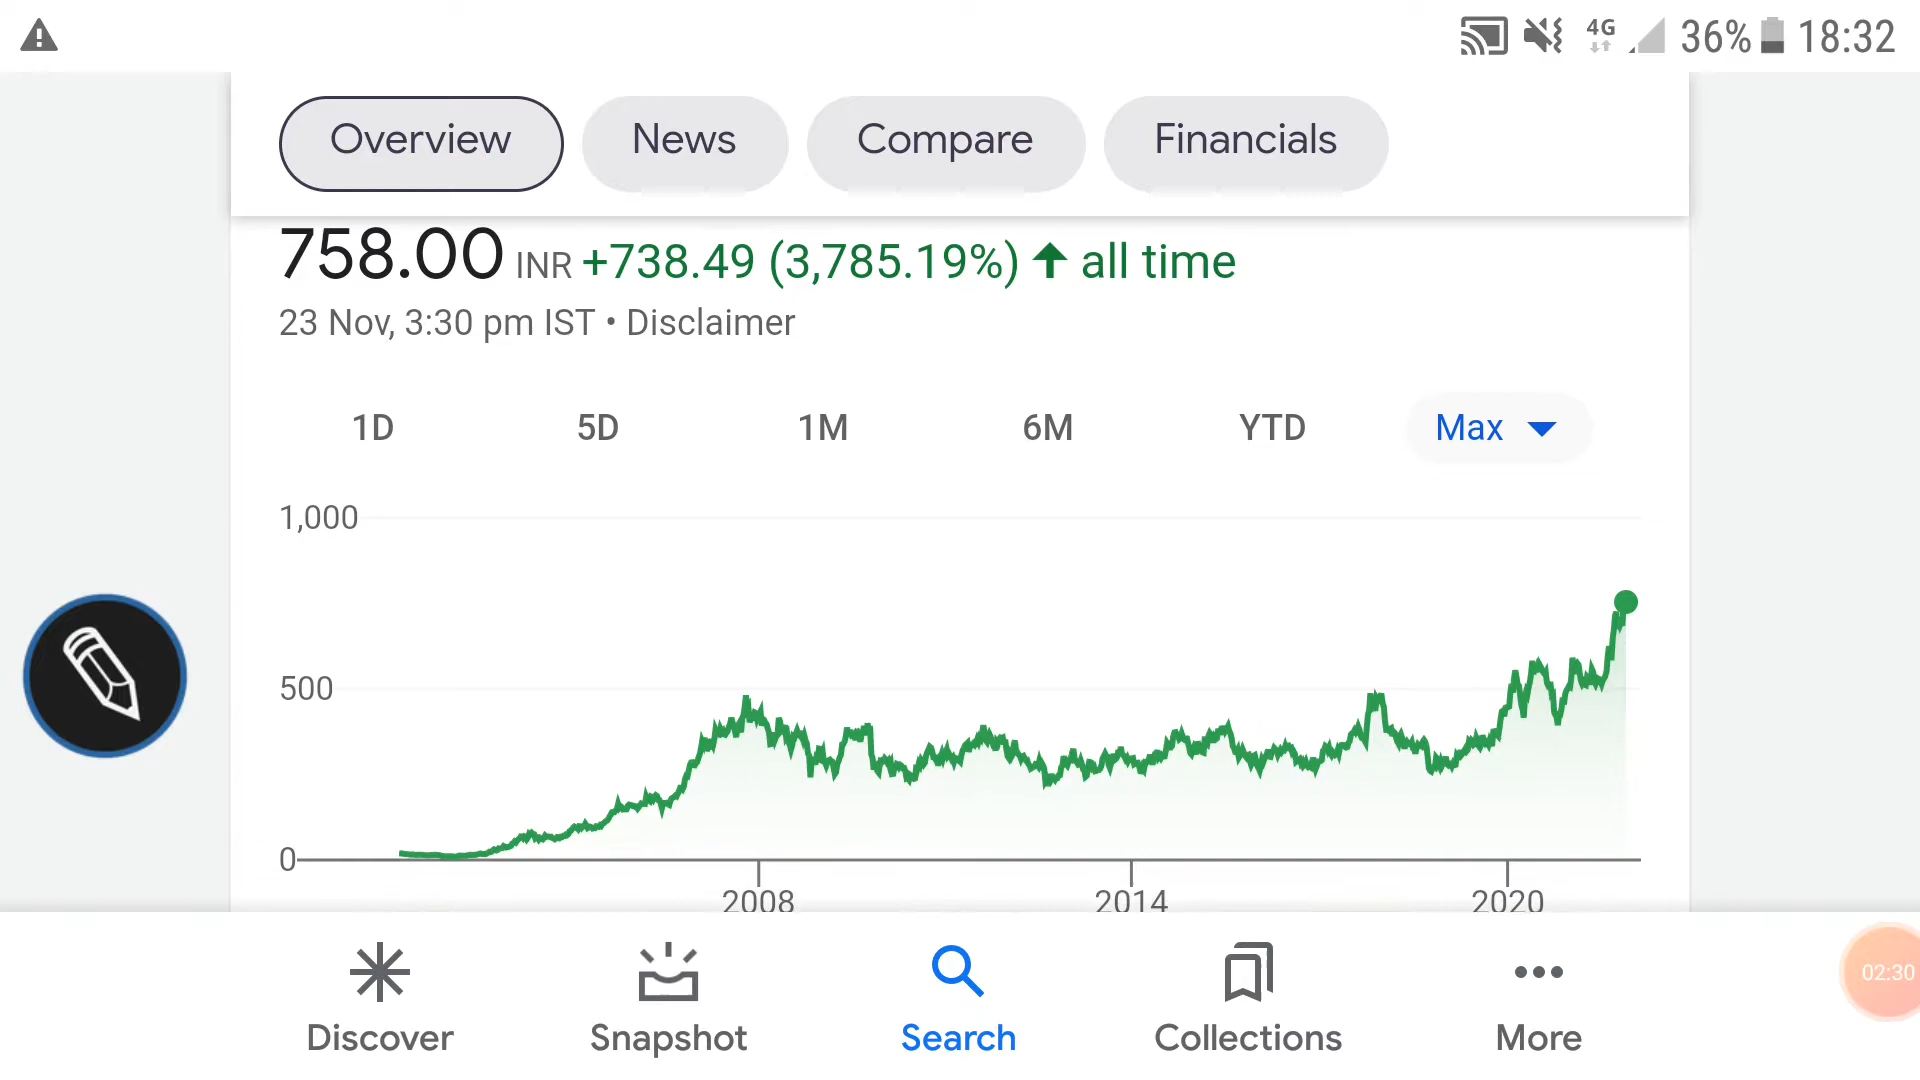 4G 36% 18:32
Overview News Compare Financials
758.00 INR +738.49 (3,785.19%) ↑ all time
23 Nov, 3:30 pm IST • Disclaimer
1D 5D 1M 6M YTD Max
1,000
500
0
2008 2014 2020
02:30
Discover Snapshot Search Collections More